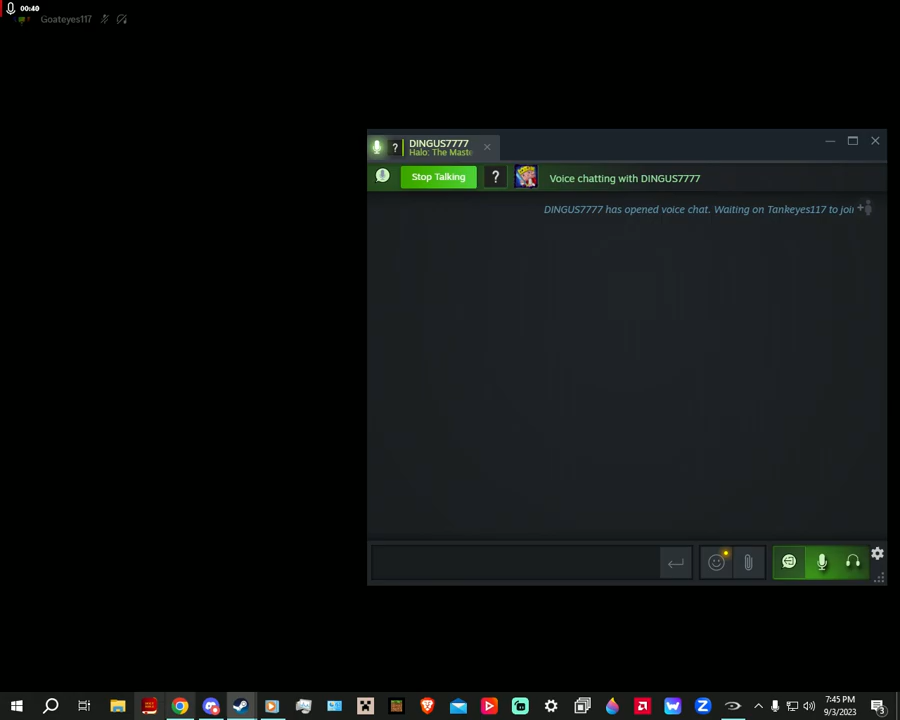 00:40
Goateyes117
? DINGUS7777
Halo: The Maste
Stop Talking ? Voice chatting with DINGUS7777
DINGUS7777 has opened voice chat. Waiting on Tankeyes117 to join
7:45 PM
9/3/2023
3